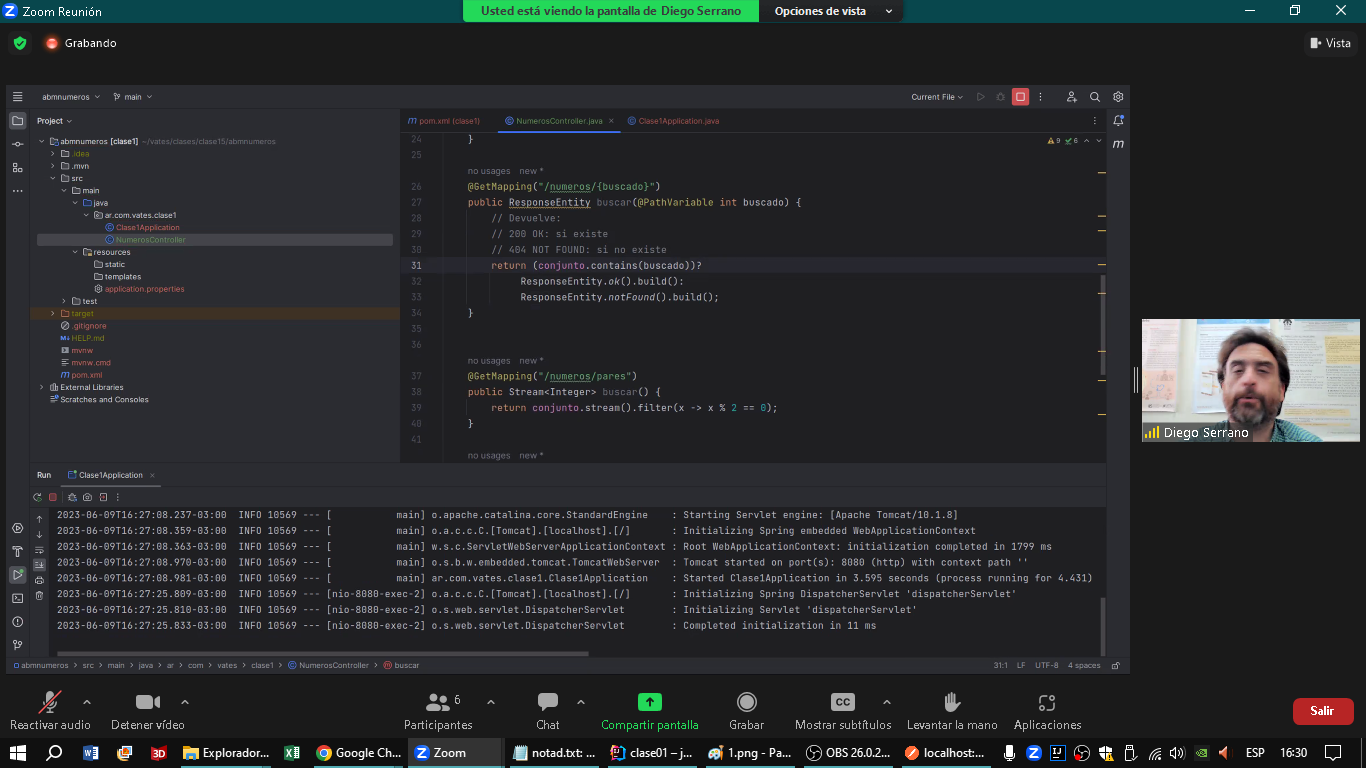 Zoom Reunión
Usted está viendo la pantalla de Diego Serrano
Opciones de vista
Grabando
Vista
abmnumeros
main
Current File
Project
pom.xml (clase1)
NumerosController.java
Clase1Application.java
abmnumeros [clase1] ~/vates/clases/clase15/abmnumeros
.idea
.mvn
src
main
java
ar.com.vates.clase1
Clase1Application
NumerosController
resources
static
templates
application.properties
test
target
.gitignore
HELP.md
mvnw
mvnw.cmd
pom.xml
External Libraries
Scratches and Consoles
9 6
24 }
25
no usages new *
26 @GetMapping("/numeros/{buscado}")
27 public ResponseEntity buscar(@PathVariable int buscado) {
28 // Devuelve:
29 // 200 OK: si existe
30 // 404 NOT FOUND: si no existe
31 return (conjunto.contains(buscado))?
32 ResponseEntity.ok().build():
33 ResponseEntity.notFound().build();
34 }
35
36
no usages new *
37 @GetMapping("/numeros/pares")
38 public Stream<Integer> buscar() {
39 return conjunto.stream().filter(x -> x % 2 == 0);
40 }
41
no usages new *
Diego Serrano
Run
Clase1Application
2023-06-09T16:27:08.237-03:00 INFO 10569 --- [ main] o.apache.catalina.core.StandardEngine : Starting Servlet engine: [Apache Tomcat/10.1.8]
2023-06-09T16:27:08.359-03:00 INFO 10569 --- [ main] o.a.c.c.C.[Tomcat].[localhost].[/] : Initializing Spring embedded WebApplicationContext
2023-06-09T16:27:08.363-03:00 INFO 10569 --- [ main] w.s.c.ServletWebServerApplicationContext : Root WebApplicationContext: initialization completed in 1799 ms
2023-06-09T16:27:08.970-03:00 INFO 10569 --- [ main] o.s.b.w.embedded.tomcat.TomcatWebServer : Tomcat started on port(s): 8080 (http) with context path ''
2023-06-09T16:27:08.981-03:00 INFO 10569 --- [ main] ar.com.vates.clase1.Clase1Application : Started Clase1Application in 3.595 seconds (process running for 4.431)
2023-06-09T16:27:25.809-03:00 INFO 10569 --- [nio-8080-exec-2] o.a.c.c.C.[Tomcat].[localhost].[/] : Initializing Spring DispatcherServlet 'dispatcherServlet'
2023-06-09T16:27:25.810-03:00 INFO 10569 --- [nio-8080-exec-2] o.s.web.servlet.DispatcherServlet : Initializing Servlet 'dispatcherServlet'
2023-06-09T16:27:25.833-03:00 INFO 10569 --- [nio-8080-exec-2] o.s.web.servlet.DispatcherServlet : Completed initialization in 11 ms
abmnumeros > src > main > java > ar > com > vates > clase1 > NumerosController > buscar
31:1 LF UTF-8 4 spaces
Reactivar audio
Detener vídeo
Participantes
6
Chat
Compartir pantalla
Grabar
CC
Mostrar subtítulos
Levantar la mano
Aplicaciones
Salir
Explorador...
Google Ch...
Zoom
notad.txt: ...
clase01 – j...
1.png - Pa...
OBS 26.0.2...
localhost:...
ESP
16:30